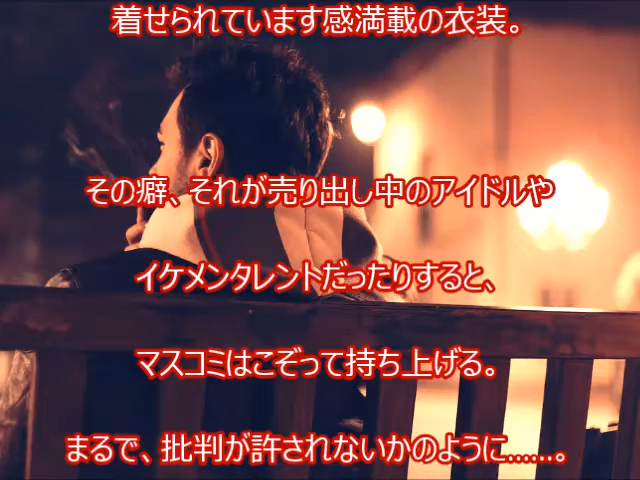 着せられています感満載の衣装。
その癖、それが売り出し中のアイドルや
イケメンタレントだったりすると、
マスコミはこぞって持ち上げる。
まるで、批判が許されないかのように……。